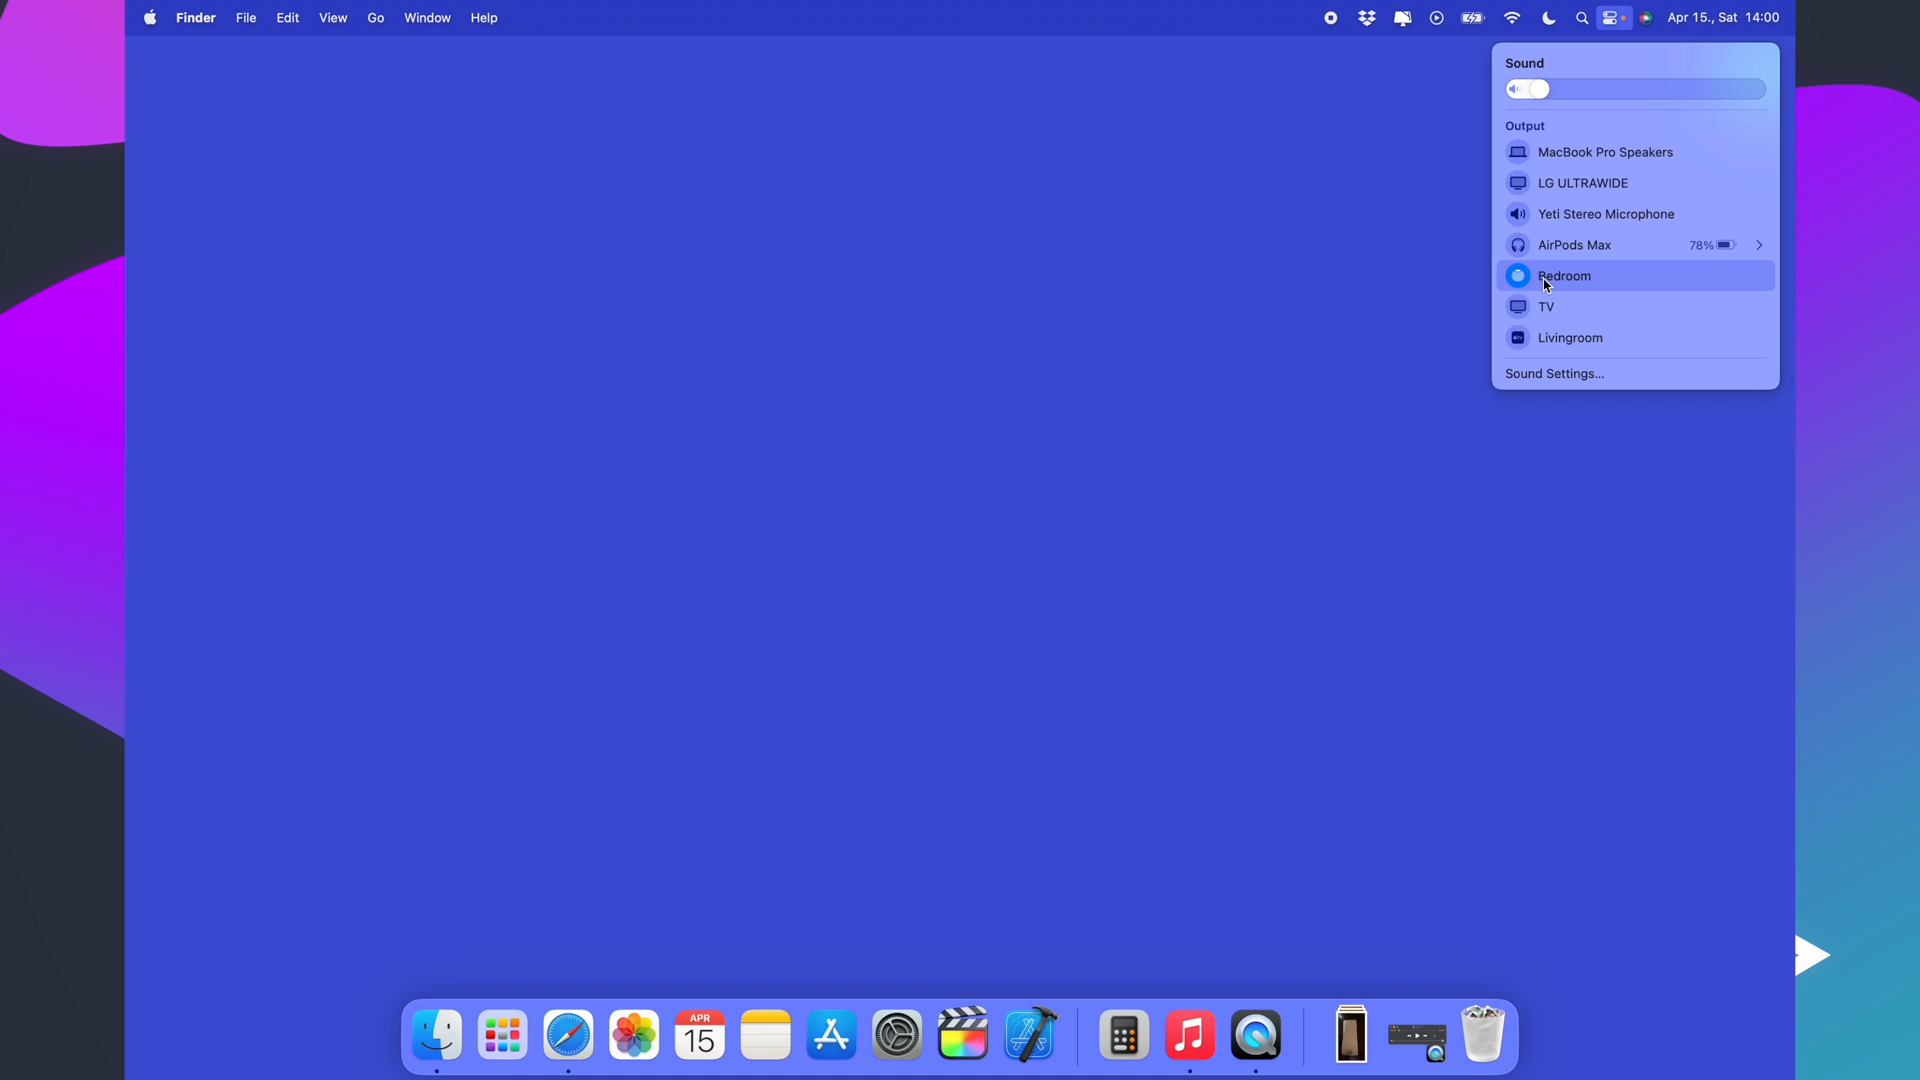 Finder File Edit View Go Window Help Apr 15., Sat 14:00
Sound
Output
MacBook Pro Speakers
LG ULTRAWIDE
Yeti Stereo Microphone
AirPods Max 78%
Bedroom
TV
Livingroom
Sound Settings...
APR
15